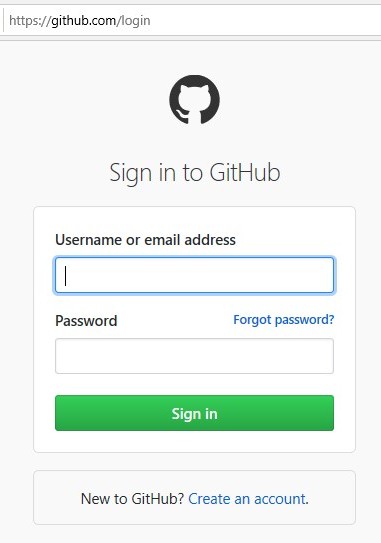 https://github.com/login
Sign in to GitHub
Username or email address
Password Forgot password?
Sign in
New to GitHub? Create an account.